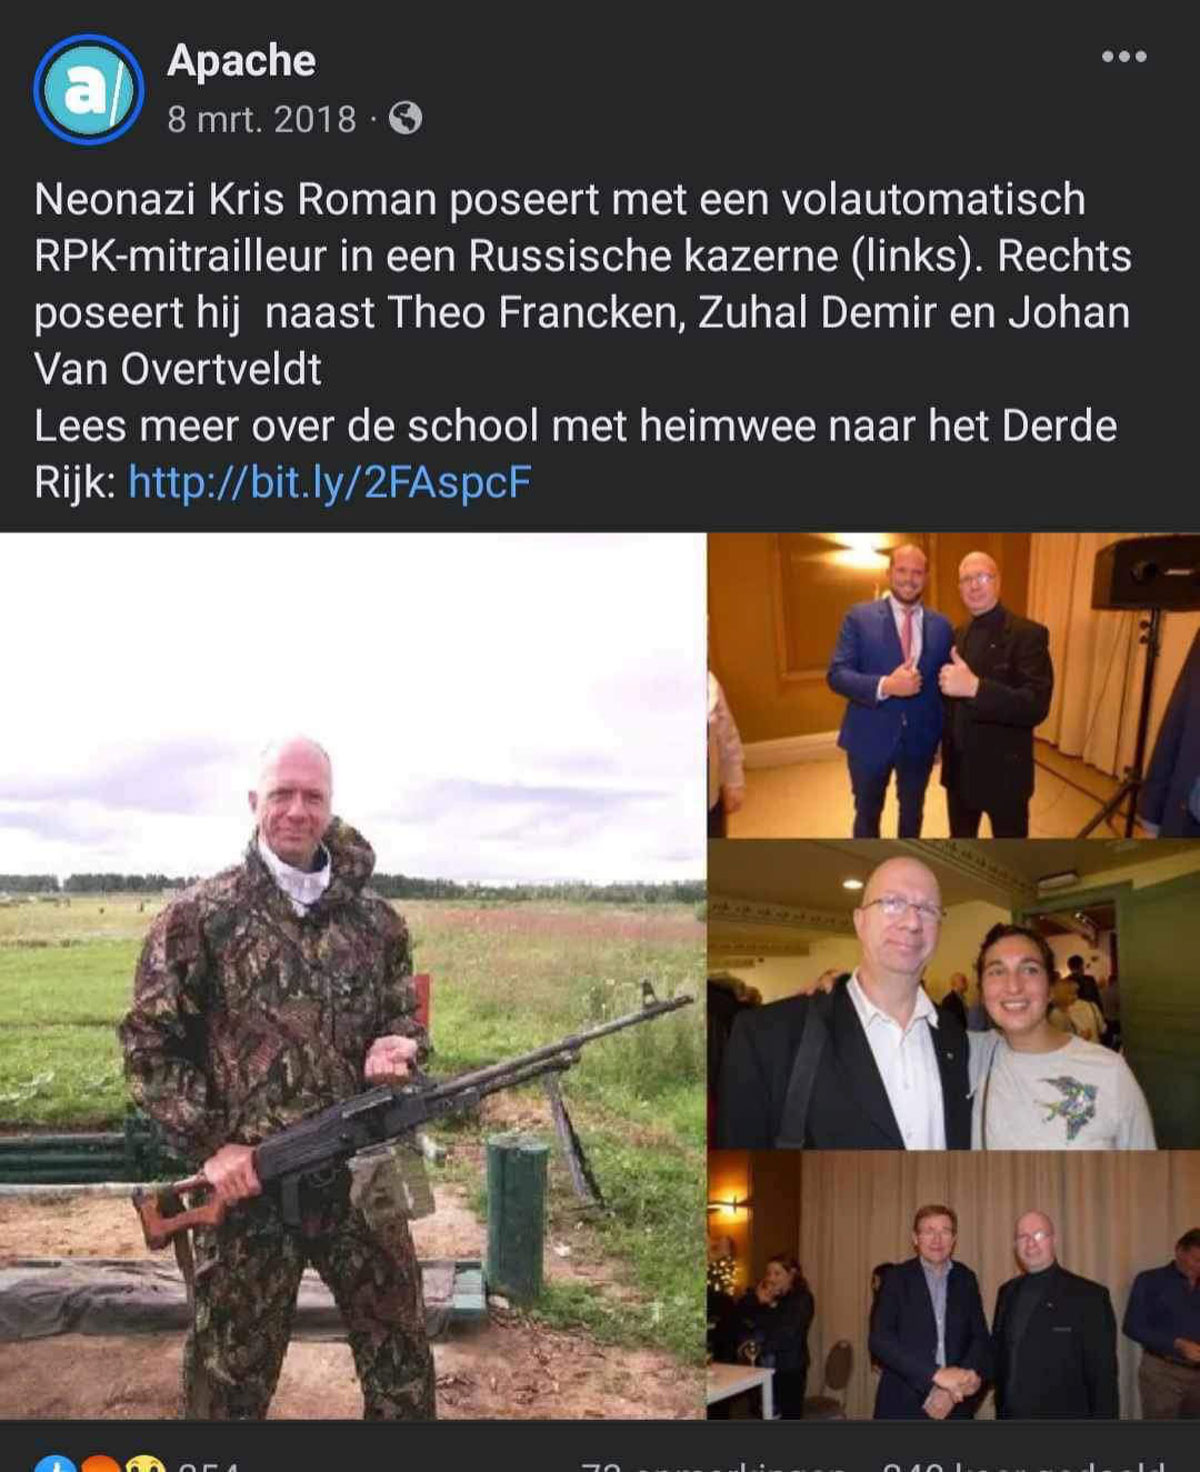 a/
Apache
8 mrt. 2018 ·
Neonazi Kris Roman poseert met een volautomatisch
RPK-mitrailleur in een Russische kazerne (links). Rechts
poseert hij naast Theo Francken, Zuhal Demir en Johan
Van Overtveldt
Lees meer over de school met heimwee naar het Derde
Rijk: http://bit.ly/2FAspcF